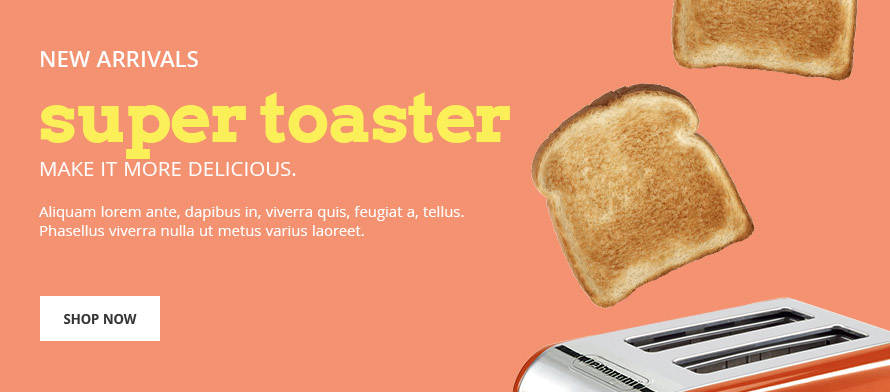 NEW ARRIVALS
super toaster
MAKE IT MORE DELICIOUS.
Aliquam lorem ante, dapibus in, viverra quis, feugiat a, tellus.
Phasellus viverra nulla ut metus varius laoreet.
SHOP NOW